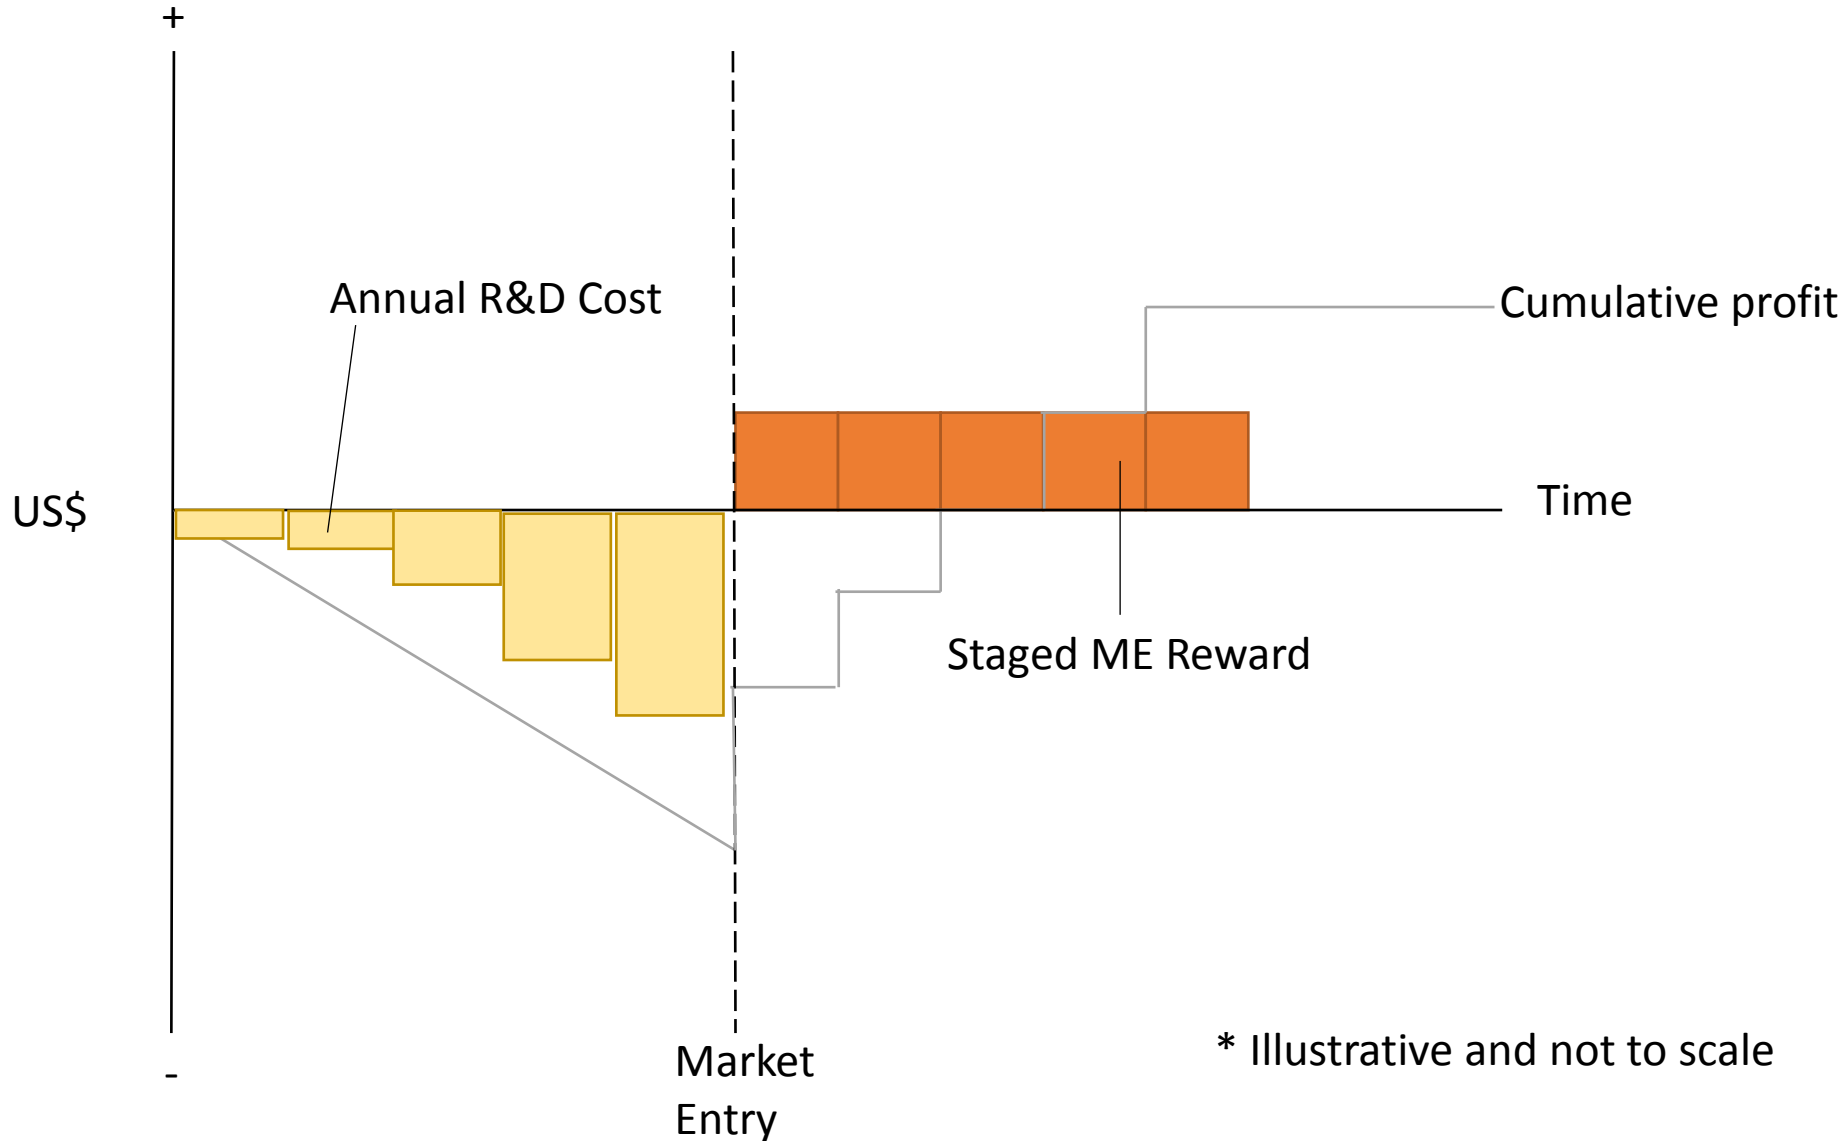 +
Annual R&D Cost
Cumulative profit
US$
Time
Staged ME Reward
-
Market
Entry
* Illustrative and not to scale